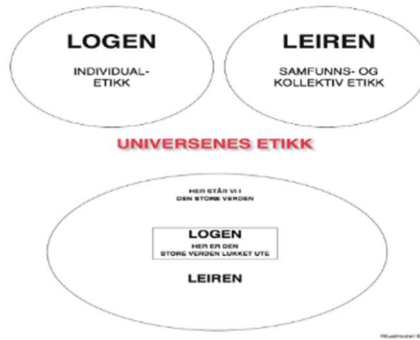 LOGEN
INDIVIDUAL-
ETIKK
LEIREN
SAMFUNNS- OG
KOLLEKTIV ETIKK
UNIVERSENES ETIKK
HER STÅR VI I
DEN STORE VERDEN
LOGEN
HER ER DEN
STORE VERDEN LUKKET UTE
LEIREN